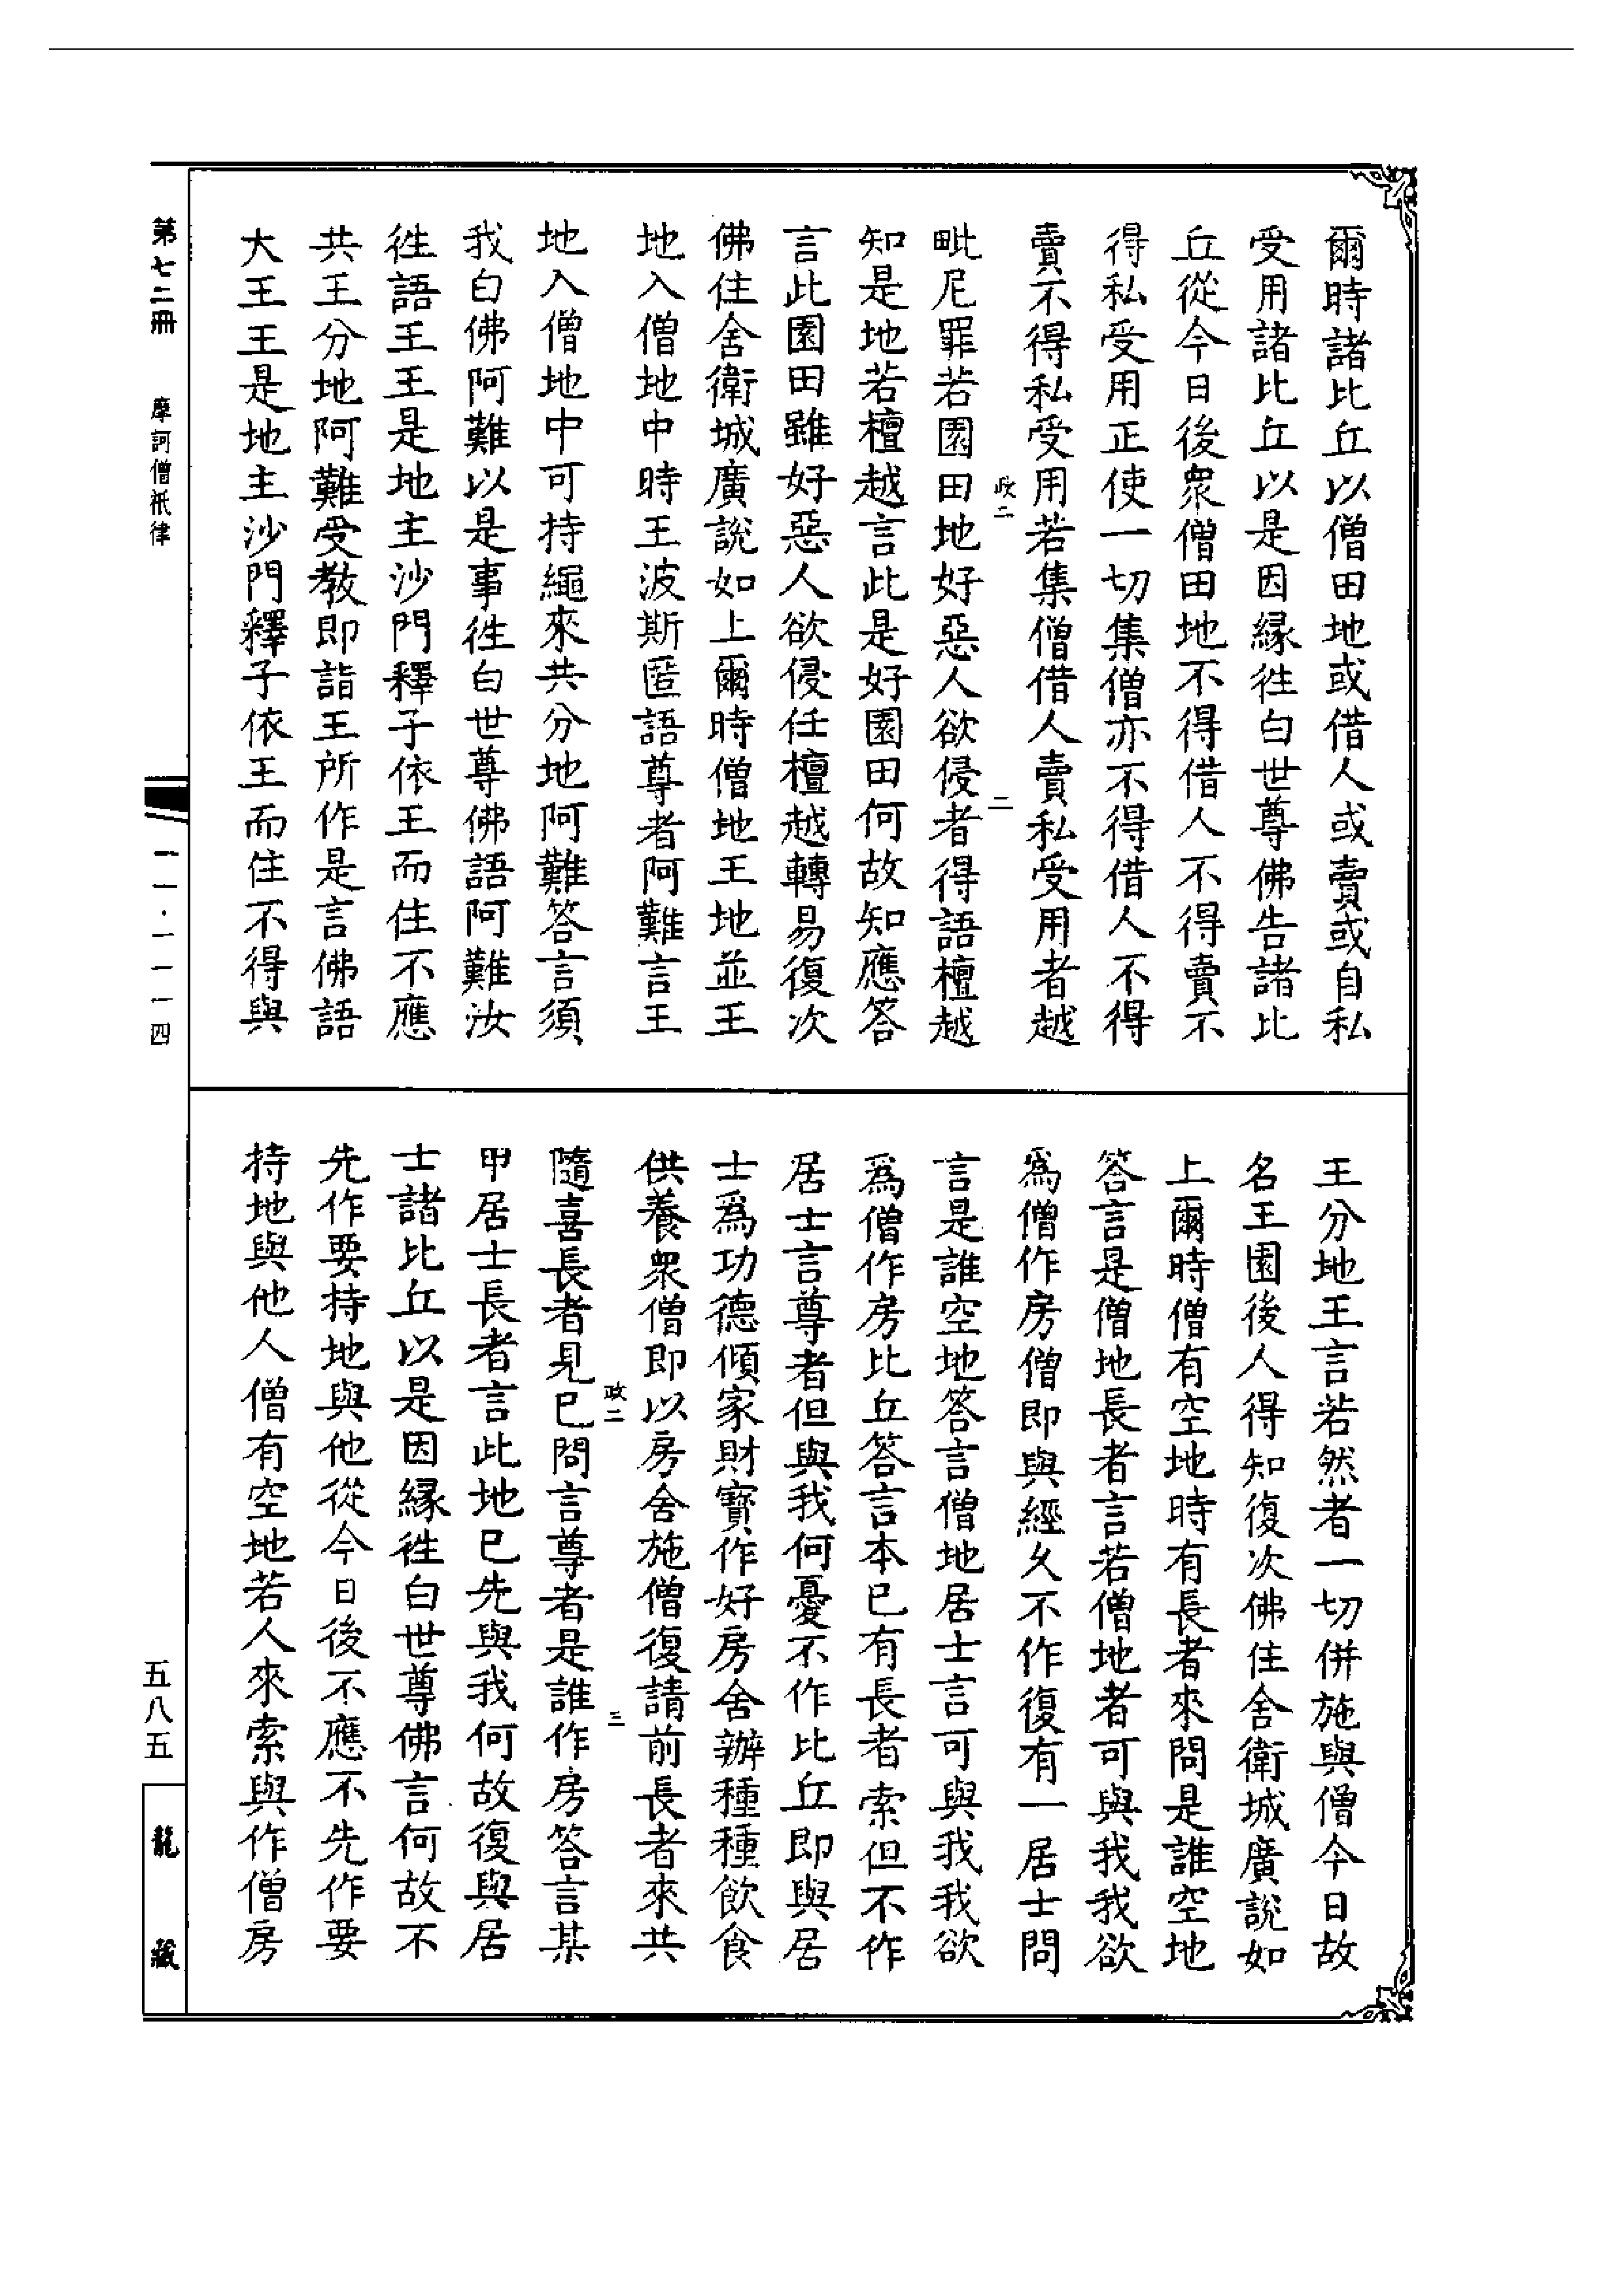 爾時諸比丘以僧田地或借人或賣或自私
受用諸比丘以是因緣徃白世尊佛告諸比
丘從今日後衆僧田地不得借人不得賣不
得私受用正使一切集僧亦不得借人不得
賣不得私受用若集僧借人賣私受用者越
政二 二
毗尼罪若園田地好惡人欲侵者得語檀越
知是地若檀越言此是好園田何故知應答
言此園田雖好惡人欲侵任檀越轉易復次
佛住舍衛城廣說如上爾時僧地王地並王
地入僧地中時王波斯匿語尊者阿難言王
地入僧地中可持繩來共分地阿難答言須
我白佛阿難以是事徃白世尊佛語阿難汝
徃語王王是地主沙門釋子依王而住不應
共王分地阿難受教即詣王所作是言佛語
大王王是地主沙門釋子依王而住不得與
王分地王言若然者一切併施與僧今日故
名王園後人得知復次佛住舍衛城廣說如
上爾時僧有空地時有長者來問是誰空地
答言是僧地長者言若僧地者可與我我欲
爲僧作房僧即與經久不作復有一居士問
言是誰空地答言僧地居士言可與我我欲
爲僧作房比丘答言本已有長者索但不作
居士言尊者但與我何憂不作比丘即與居
士爲功德傾家財寶作好房舍辦種種飲食
供養衆僧即以房舍施僧復請前長者來共
政二 三
隨喜長者見已問言尊者是誰作房答言某
甲居士長者言此地已先與我何故復與居
士諸比丘以是因緣徃白世尊佛言何故不
先作要持地與他從今日後不應不先作要
持地與他人僧有空地若人來索與作僧房
第七二冊 摩訶僧祇律
一一·一一一四
五八五
龍藏